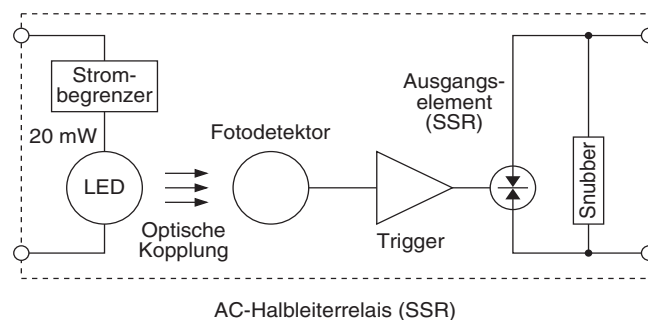 Strom-
begrenzer
20 mW
LED
Optische
Kopplung
Fotodetektor
Trigger
Ausgangs-
element
(SSR)
Snubber
AC-Halbleiterrelais (SSR)